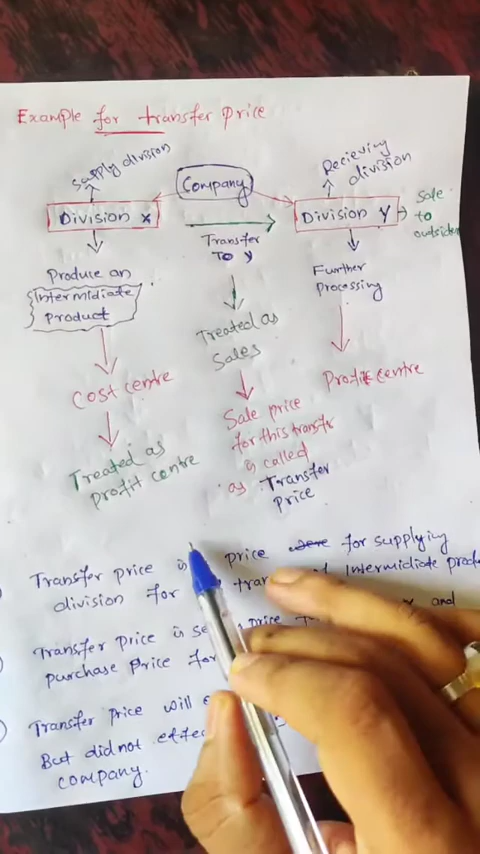 Example for transfer price
Supply division
Company
Recieving
division
Division X
Division Y
Sale
to
outsider
Transfer
TO Y
Produce an
Intermidiate
Product
Further
Processing
Treated as
Sales
Cost centre
Profit centre
Sale price
for this transfer
is called
as Transfer
Price
Treated as
profit centre
Transfer price is price were for supplying
division for Intermidiate
Transfer price is price and
purchase Price for
Transfer Price will
But did not effec
company.